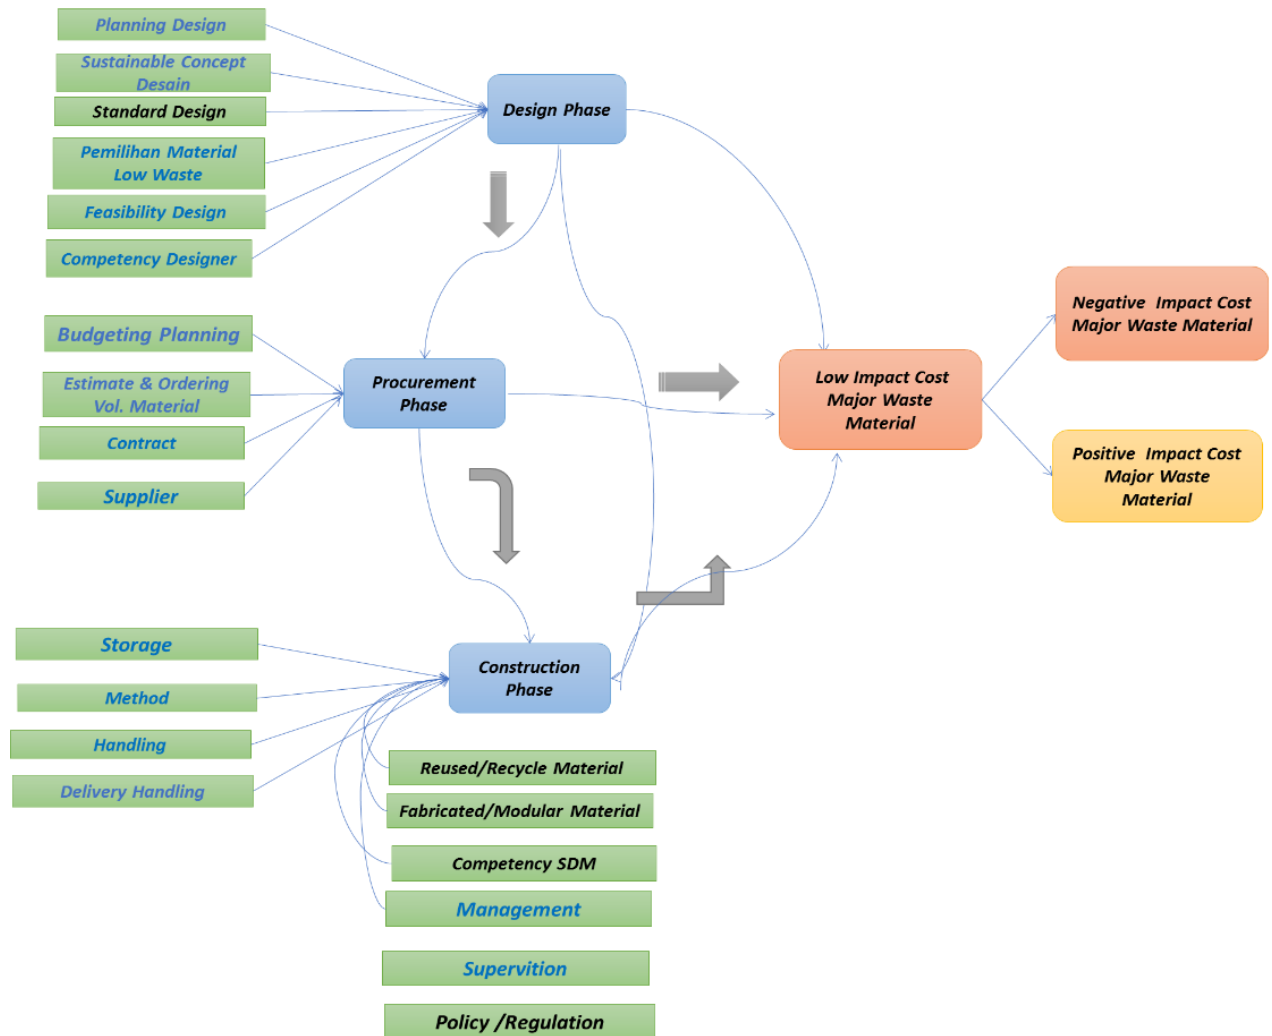 Planning Design
Sustainable Concept
Desain
Standard Design
Pemilihan Material
Low Waste
Feasibility Design
Competency Designer
Design Phase
Budgeting Planning
Estimate & Ordering
Vol. Material
Contract
Supplier
Procurement
Phase
Low Impact Cost
Major Waste
Material
Negative Impact Cost
Major Waste Material
Positive Impact Cost
Major Waste
Material
Storage
Method
Handling
Delivery Handling
Construction
Phase
Reused/Recycle Material
Fabricated/Modular Material
Competency SDM
Management
Supervition
Policy /Regulation